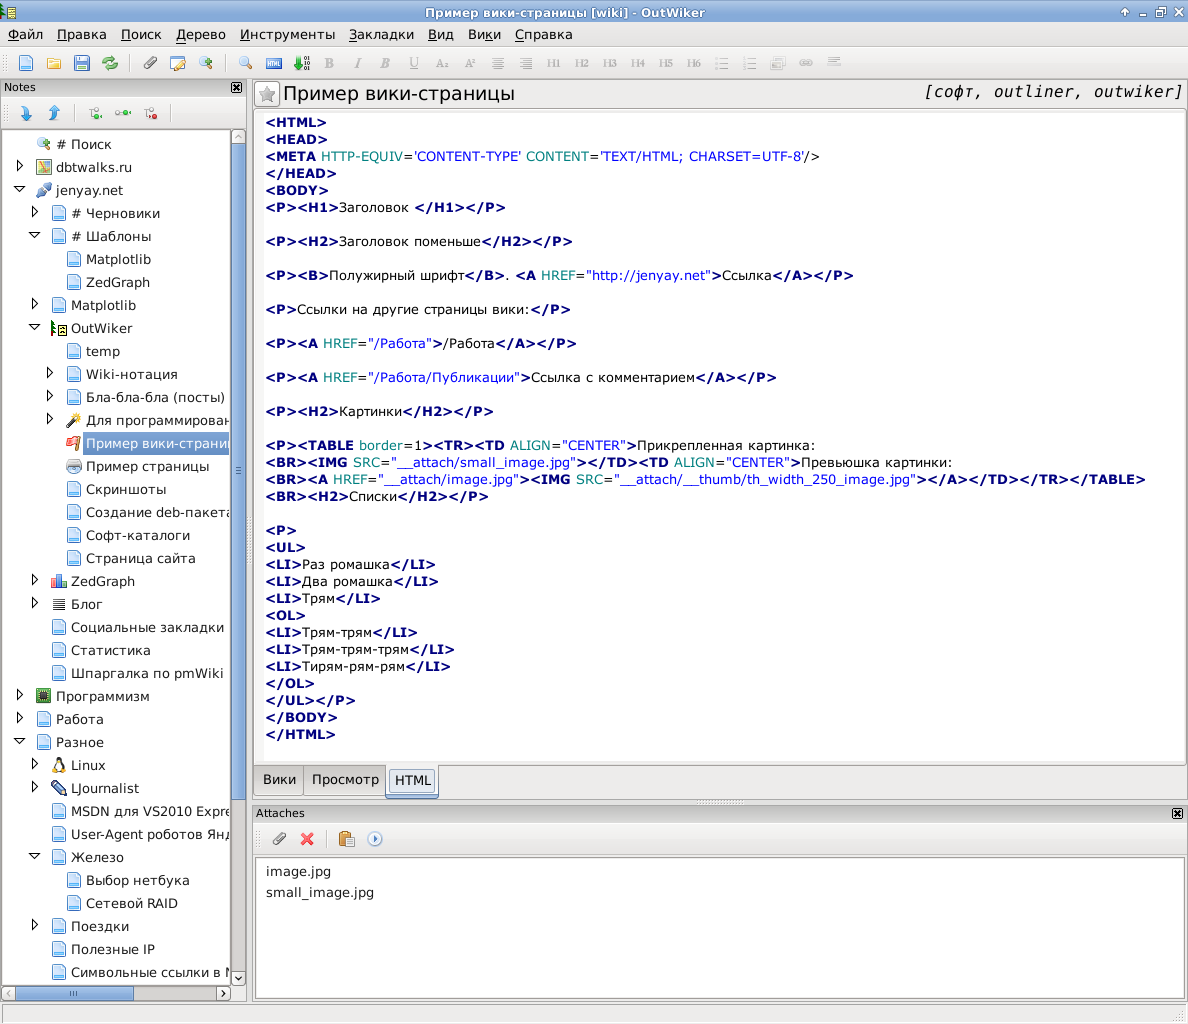 Пример вики-страницы [wiki] - OutWiker
Файл Правка Поиск Дерево Инструменты Закладки Вид Вики Справка
B I B U A₂ A² H1 H2 H3 H4 H5 H6
Notes
# Поиск
dbtwalks.ru
jenyay.net
# Черновики
# Шаблоны
Matplotlib
ZedGraph
Matplotlib
OutWiker
temp
Wiki-нотация
Бла-бла-бла (посты)
Для программирован
Пример вики-страни
Пример страницы
Скриншоты
Создание deb-пакета
Софт-каталоги
Страница сайта
ZedGraph
Блог
Социальные закладки
Статистика
Шпаргалка по pmWiki
Программизм
Работа
Разное
Linux
LJournalist
MSDN для VS2010 Expre
User-Agent роботов Янд
Железо
Выбор нетбука
Сетевой RAID
Поездки
Полезные IP
Символьные ссылки в
Пример вики-страницы
[софт, outliner, outwiker]
<HTML>
<HEAD>
<META HTTP-EQUIV='CONTENT-TYPE' CONTENT='TEXT/HTML; CHARSET=UTF-8'/>
</HEAD>
<BODY>
<P><H1>Заголовок </H1></P>
<P><H2>Заголовок поменьше</H2></P>
<P><B>Полужирный шрифт</B>. <A HREF="http://jenyay.net">Ссылка</A></P>
<P>Ссылки на другие страницы вики:</P>
<P><A HREF="/Работа">/Работа</A></P>
<P><A HREF="/Работа/Публикации">Ссылка с комментарием</A></P>
<P><H2>Картинки</H2></P>
<P><TABLE border=1><TR><TD ALIGN="CENTER">Прикрепленная картинка:
<BR><IMG SRC="__attach/small_image.jpg"></TD><TD ALIGN="CENTER">Превьюшка картинки:
<BR><A HREF="__attach/image.jpg"><IMG SRC="__attach/__thumb/th_width_250_image.jpg"></A></TD></TR></TABLE>
<BR><H2>Списки</H2></P>
<P>
<UL>
<LI>Раз ромашка</LI>
<LI>Два ромашка</LI>
<LI>Трям</LI>
<OL>
<LI>Трям-трям</LI>
<LI>Трям-трям-трям</LI>
<LI>Тирям-рям-рям</LI>
</OL>
</UL></P>
</BODY>
</HTML>
Вики Просмотр HTML
Attaches
image.jpg
small_image.jpg